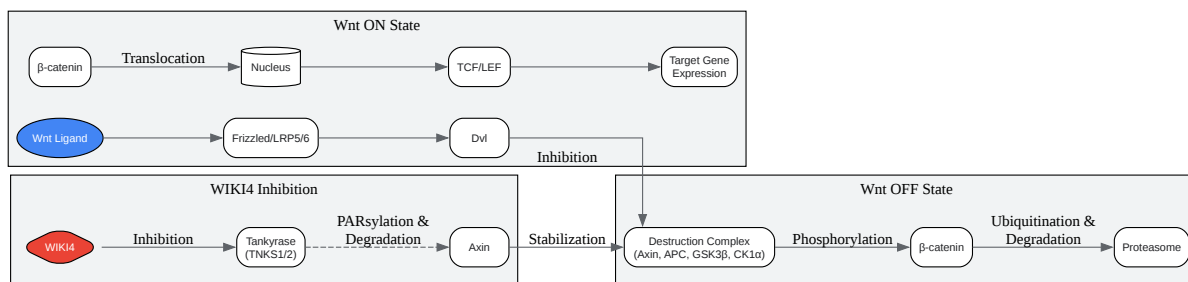 Wnt ON State
β-catenin
Translocation
Nucleus
TCF/LEF
Target Gene
Expression
Wnt Ligand
Frizzled/LRP5/6
Dvl
Inhibition
WIKI4 Inhibition
WIKI4
Inhibition
Tankyrase
(TNKS1/2)
PARsylation &
Degradation
Axin
Stabilization
Wnt OFF State
Destruction Complex
(Axin, APC, GSK3β, CK1α)
Phosphorylation
β-catenin
Ubiquitination &
Degradation
Proteasome